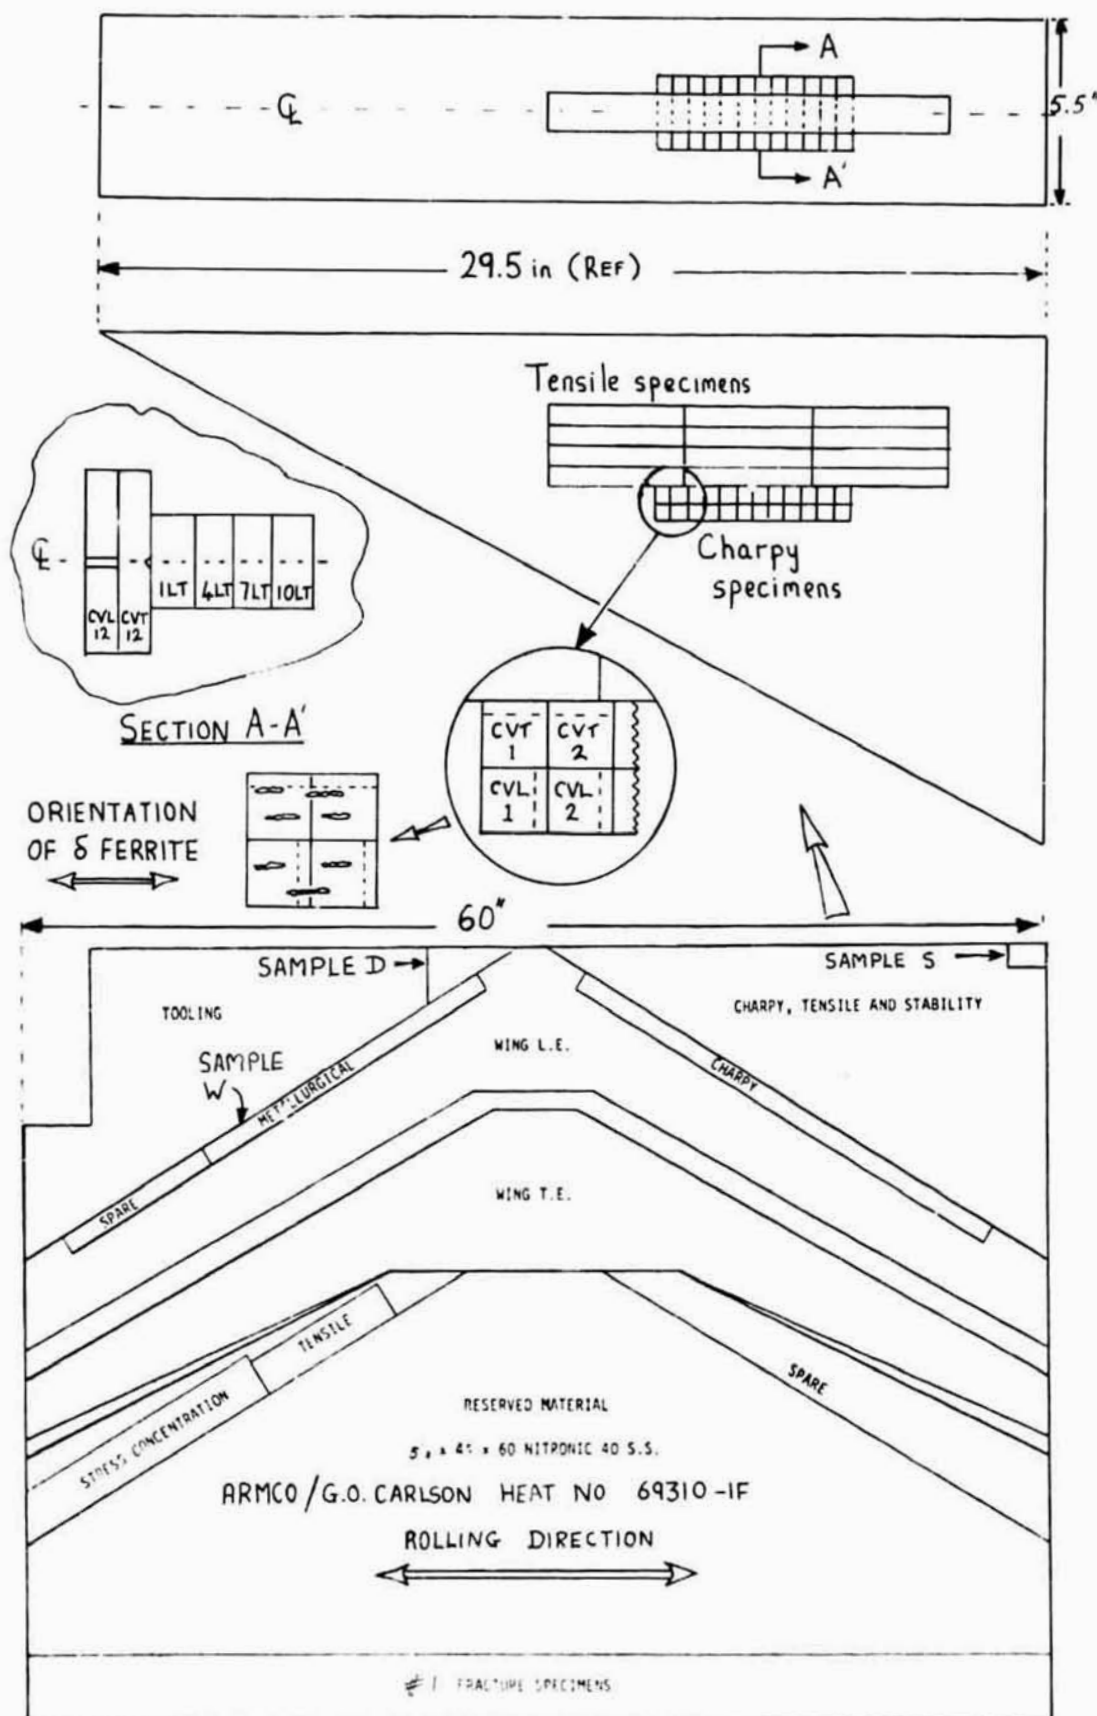 A
℄
5.5"
A'
29.5 in (REF)
Tensile specimens
℄
1LT 4LT 7LT 10LT
CVL
12
CVT
12
Charpy
specimens
SECTION A-A'
CVT
1
CVT
2
CVL
1
CVL
2
ORIENTATION
OF δ FERRITE
60"
SAMPLE D
SAMPLE S
TOOLING
CHARPY, TENSILE AND STABILITY
WING L.E.
SAMPLE
W
METALLURGICAL
CHARPY
SPARE
WING T.E.
TENSILE
SPARE
STRESS CONCENTRATION
RESERVED MATERIAL
x 60 NITRONIC 40 S.S.
ARMCO/G.O. CARLSON HEAT NO 69310-1F
ROLLING DIRECTION
# 1 FRACTURE SPECIMENS